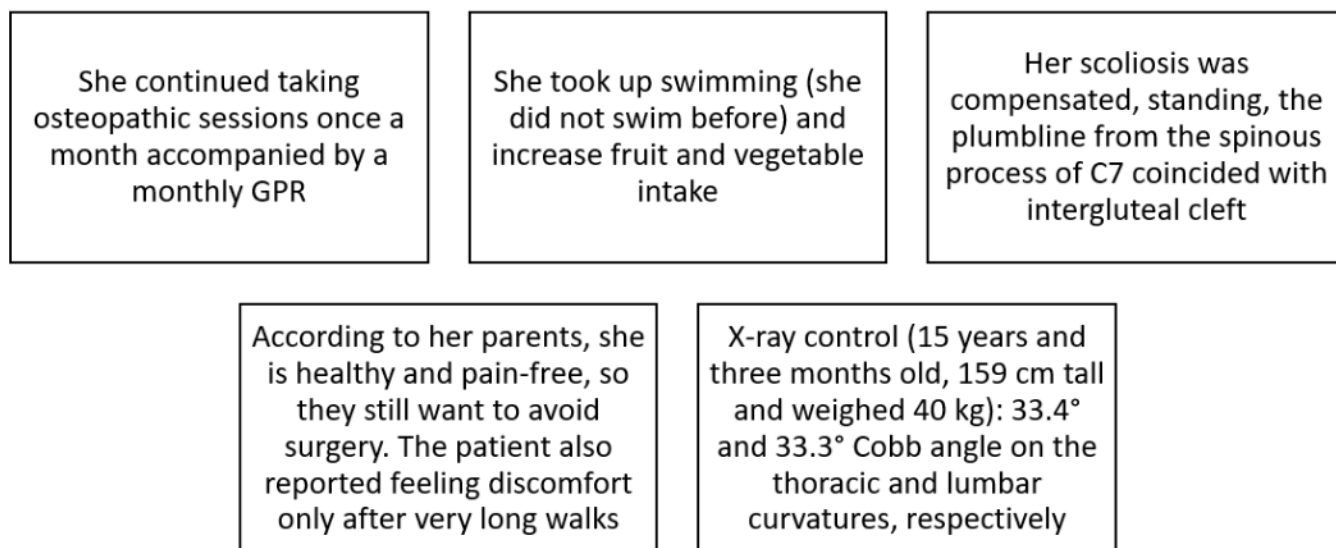 She continued taking
osteopathic sessions once a
month accompanied by a
monthly GPR
She took up swimming (she
did not swim before) and
increase fruit and vegetable
intake
Her scoliosis was
compensated, standing, the
plumbline from the spinous
process of C7 coincided with
intergluteal cleft
According to her parents, she
is healthy and pain-free, so
they still want to avoid
surgery. The patient also
reported feeling discomfort
only after very long walks
X-ray control (15 years and
three months old, 159 cm tall
and weighed 40 kg): 33.4°
and 33.3° Cobb angle on the
thoracic and lumbar
curvatures, respectively